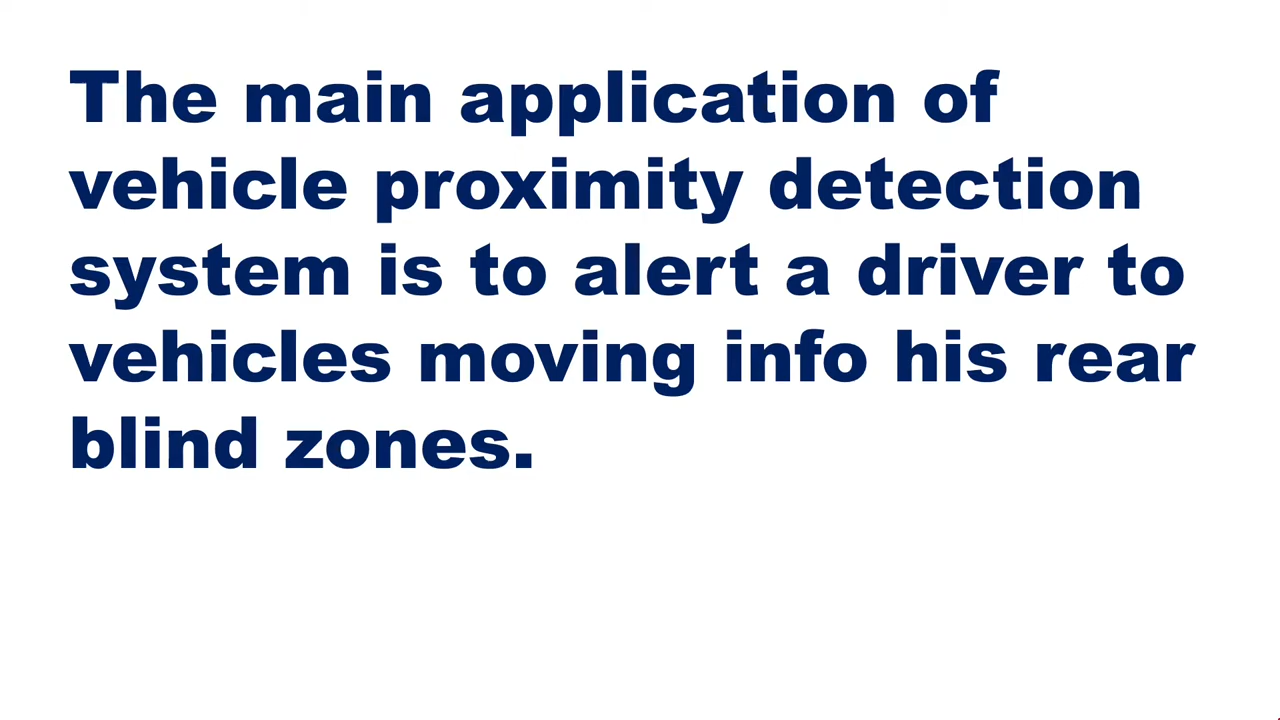 The main application of
vehicle proximity detection
system is to alert a driver to
vehicles moving info his rear
blind zones.